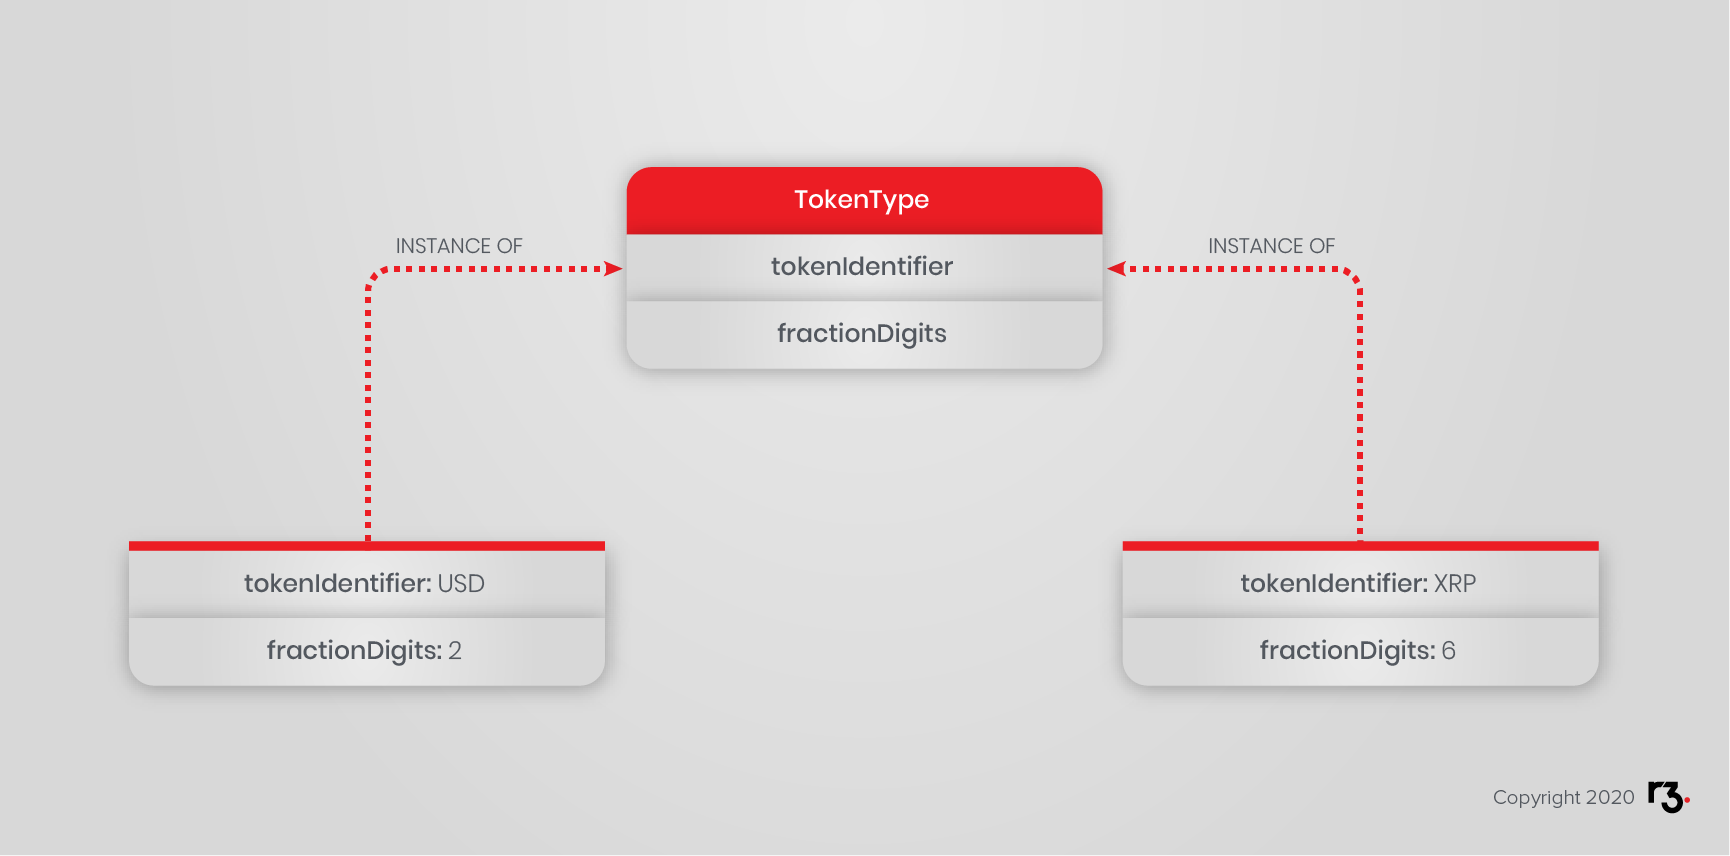 TokenType
INSTANCE OF
INSTANCE OF
tokenIdentifier
fractionDigits
tokenIdentifier: USD
tokenIdentifier: XRP
fractionDigits: 2
fractionDigits: 6
Copyright 2020 r3.